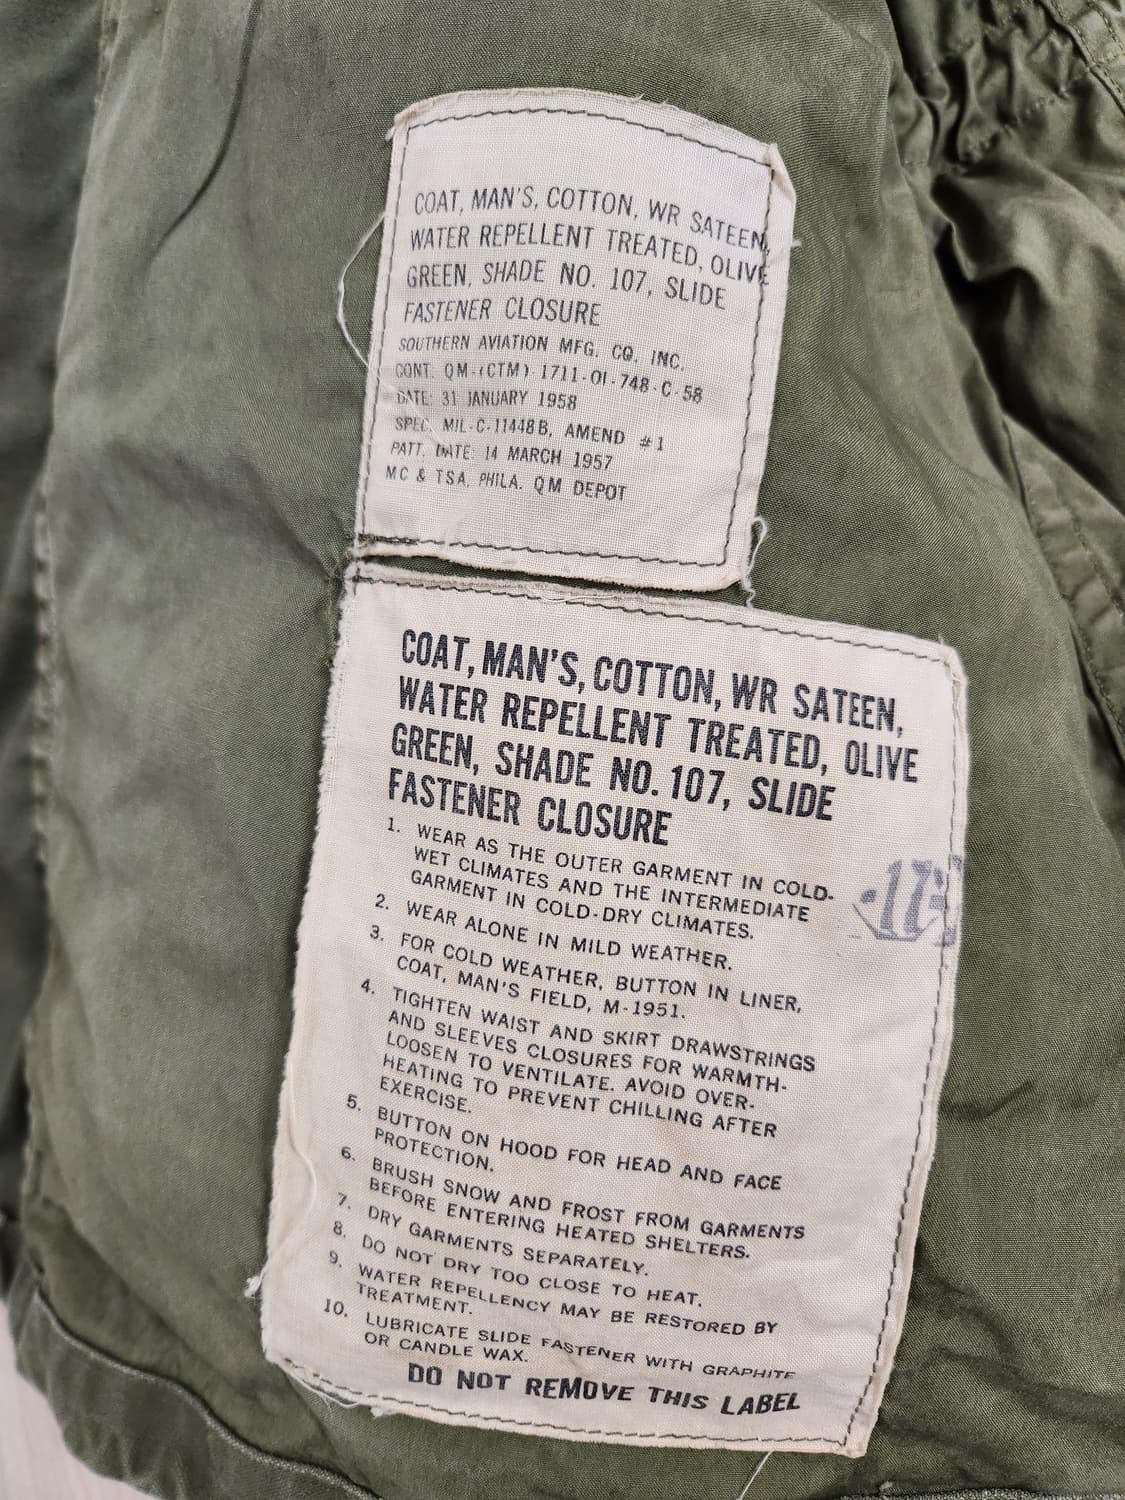 COAT, MAN'S, COTTON, WR SATEEN,
WATER REPELLENT TREATED, OLIVE
GREEN, SHADE NO. 107, SLIDE
FASTENER CLOSURE
SOUTHERN AVIATION MFG. CO. INC.
CONT. QM-(CTM)-1711-OI-748-C-58
DATE: 31 JANUARY 1958
SPEC. MIL-C-11448B, AMEND #1
PATT. DATE: 14 MARCH 1957
MC & TSA, PHILA. QM DEPOT
COAT, MAN'S, COTTON, WR SATEEN,
WATER REPELLENT TREATED, OLIVE
GREEN, SHADE NO. 107, SLIDE
FASTENER CLOSURE
1. WEAR AS THE OUTER GARMENT IN COLD-
WET CLIMATES AND THE INTERMEDIATE
GARMENT IN COLD-DRY CLIMATES.
2. WEAR ALONE IN MILD WEATHER.
3. FOR COLD WEATHER, BUTTON IN LINER,
COAT, MAN'S FIELD, M-1951.
4. TIGHTEN WAIST AND SKIRT DRAWSTRINGS
AND SLEEVES CLOSURES FOR WARMTH-
LOOSEN TO VENTILATE. AVOID OVER-
HEATING TO PREVENT CHILLING AFTER
EXERCISE.
5. BUTTON ON HOOD FOR HEAD AND FACE
PROTECTION.
6. BRUSH SNOW AND FROST FROM GARMENTS
BEFORE ENTERING HEATED SHELTERS.
7. DRY GARMENTS SEPARATELY.
8. DO NOT DRY TOO CLOSE TO HEAT.
9. WATER REPELLENCY MAY BE RESTORED BY
TREATMENT.
10. LUBRICATE SLIDE FASTENER WITH GRAPHITE
OR CANDLE WAX.
DO NOT REMOVE THIS LABEL